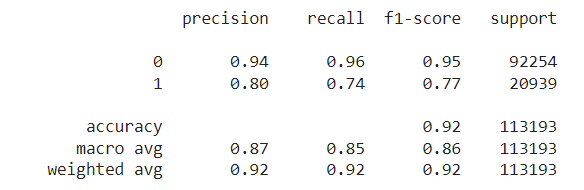 precision recall f1-score support
0 0.94 0.96 0.95 92254
1 0.80 0.74 0.77 20939
accuracy 0.92 113193
macro avg 0.87 0.85 0.86 113193
weighted avg 0.92 0.92 0.92 113193